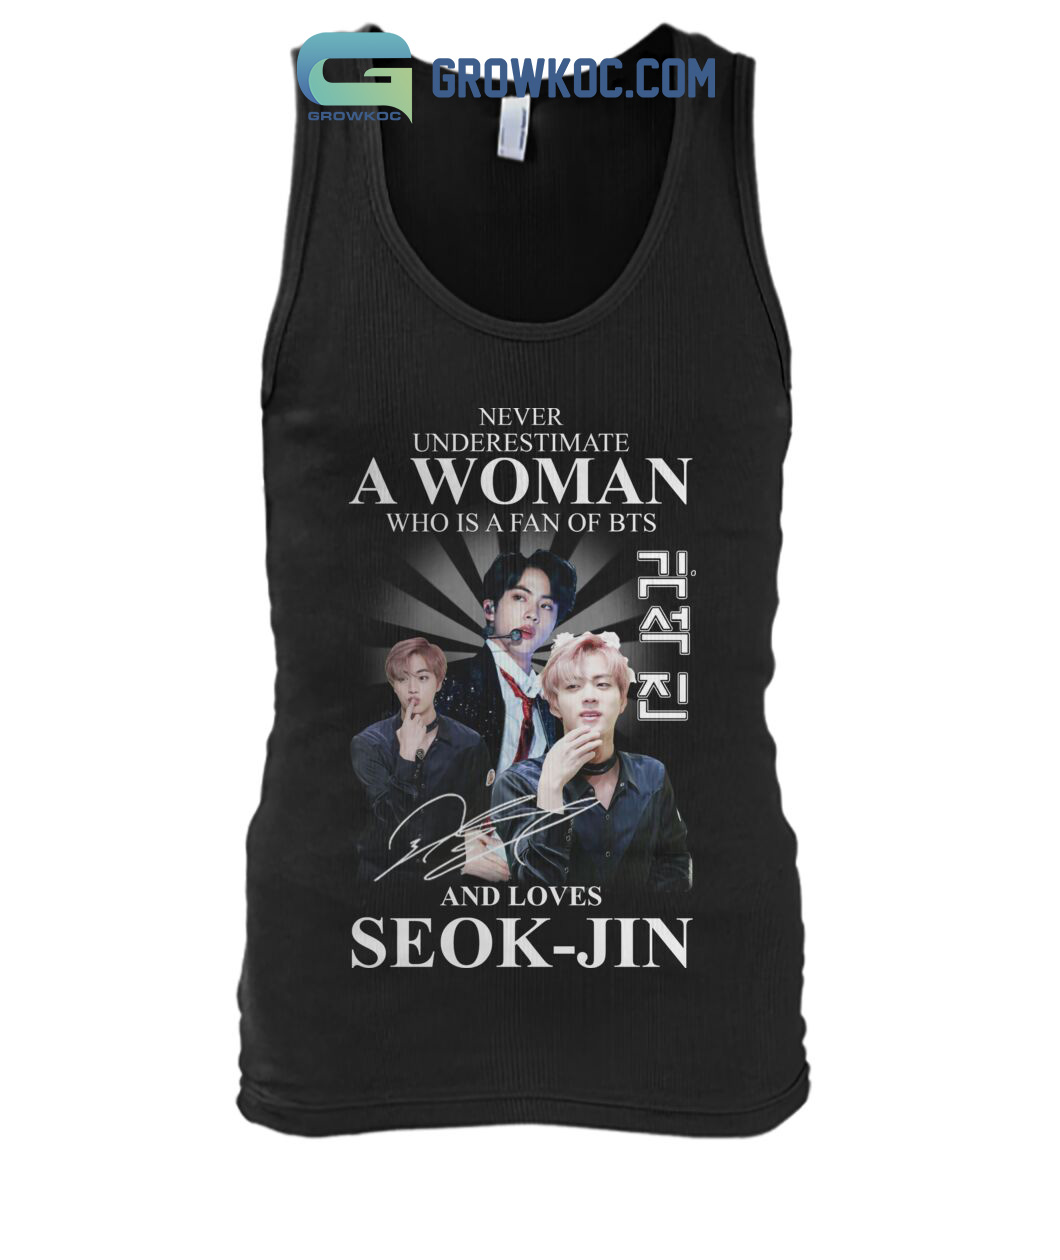 GROWKOC.COM
GROWKOC
NEVER
UNDERESTIMATE
A WOMAN
WHO IS A FAN OF BTS
김석진
AND LOVES
SEOK-JIN